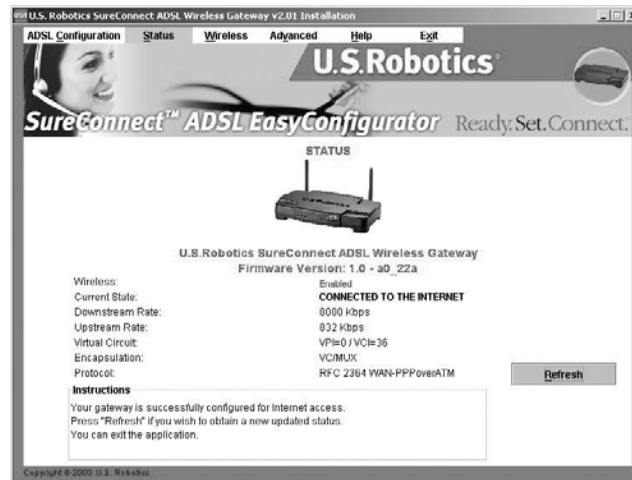 U.S. Robotics SureConnect ADSL Wireless Gateway v2.01 Installation
ADSL Configuration Status Wireless Advanced Help Exit
U.S.Robotics
SureConnect™ ADSL EasyConfigurator Ready.Set.Connect.
STATUS
U.S.Robotics SureConnect ADSL Wireless Gateway
Firmware Version: 1.0 - a0_22a
Wireless: Enabled
Current State: CONNECTED TO THE INTERNET
Downstream Rate: 8000 Kbps
Upstream Rate: 832 Kbps
Virtual Circuit: VPI=0 / VCI=36
Encapsulation: VC/MUX
Protocol: RFC 2364 WAN-PPPoverATM
Refresh
Instructions
Your gateway is successfully configured for Internet access.
Press "Refresh" if you wish to obtain a new updated status.
You can exit the application.
Copyright © 2003 U.S. Robotics